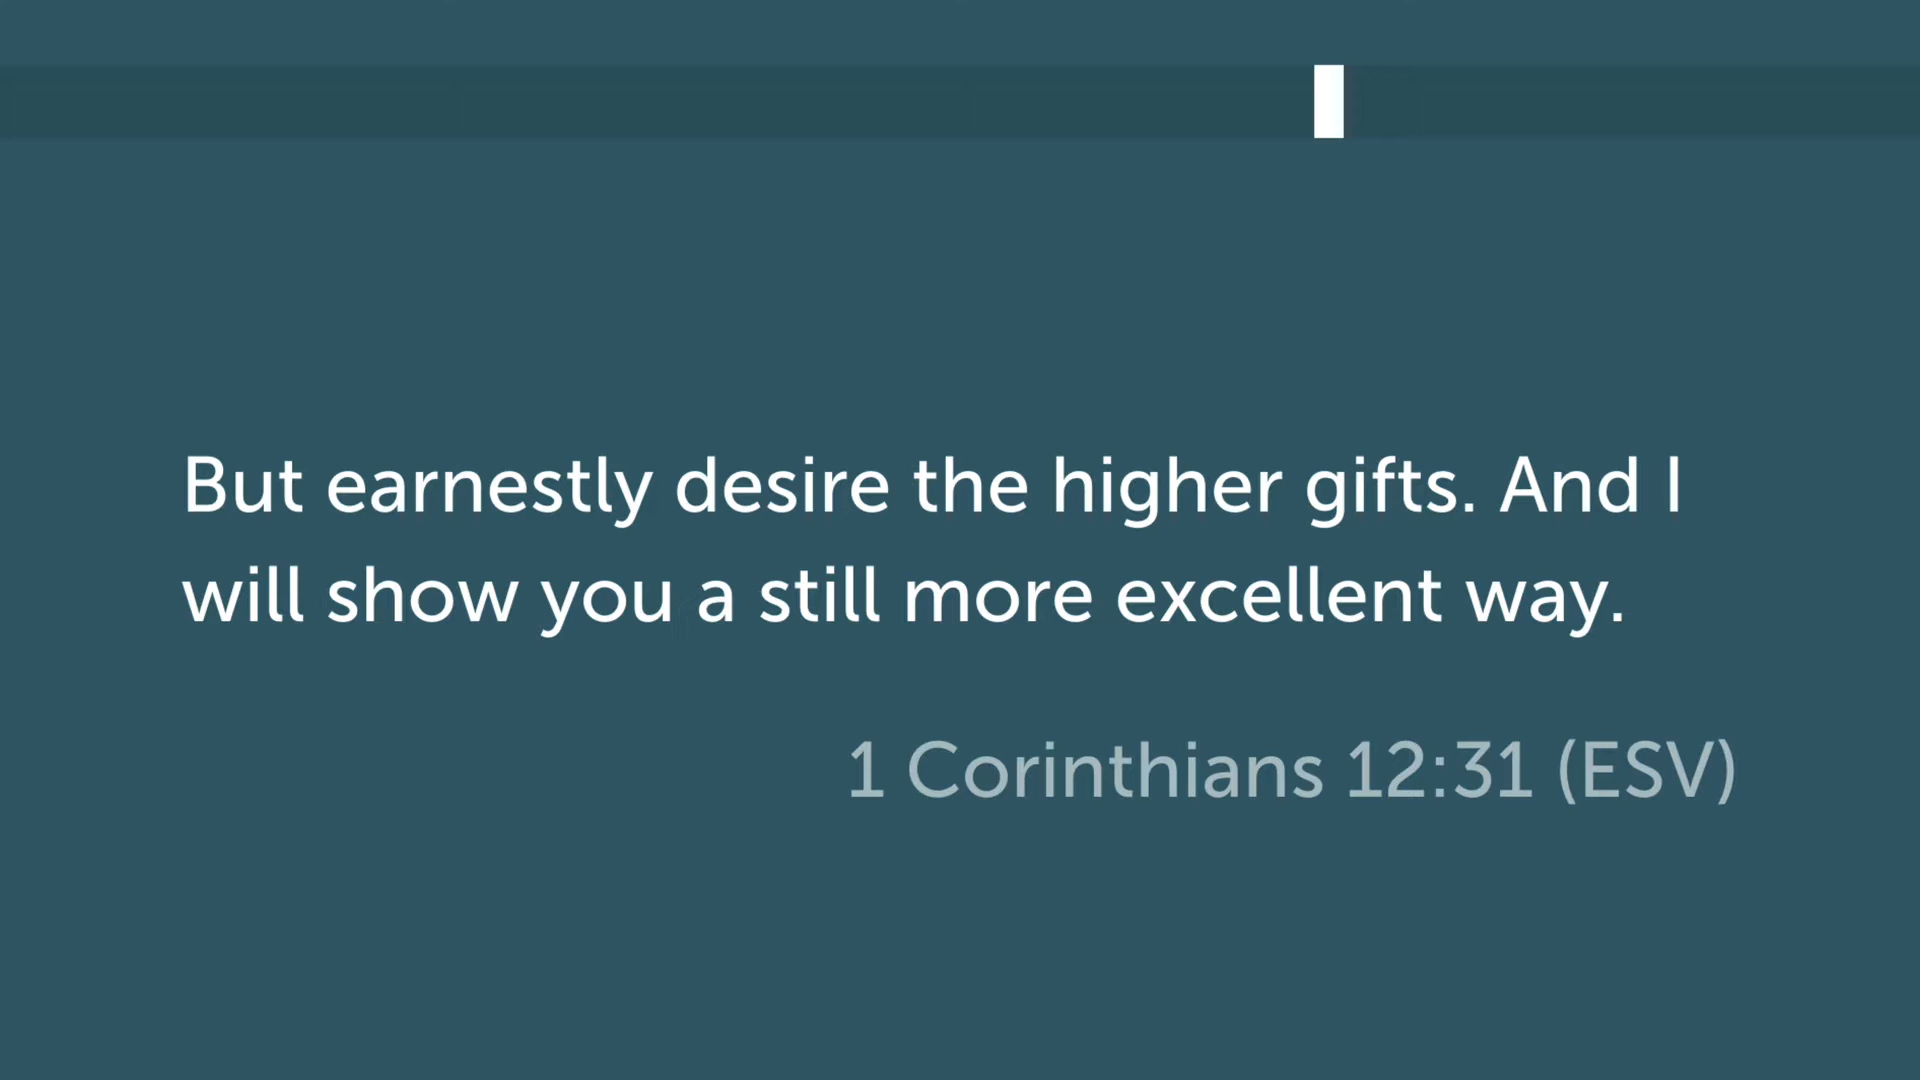 But earnestly desire the higher gifts. And I
will show you a still more excellent way.
1 Corinthians 12:31 (ESV)